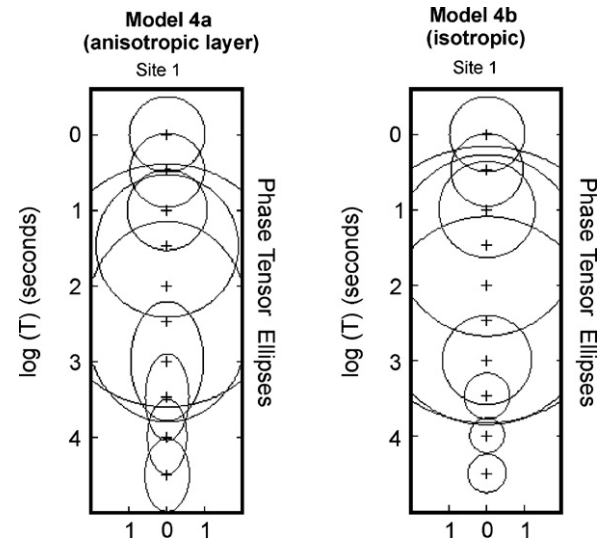 Model 4a
(anisotropic layer)
Site 1
0
1
2
3
4
log (T) (seconds)
Phase Tensor Ellipses
1 0 1
Model 4b
(isotropic)
Site 1
0
1
2
3
4
log (T) (seconds)
Phase Tensor Ellipses
1 0 1